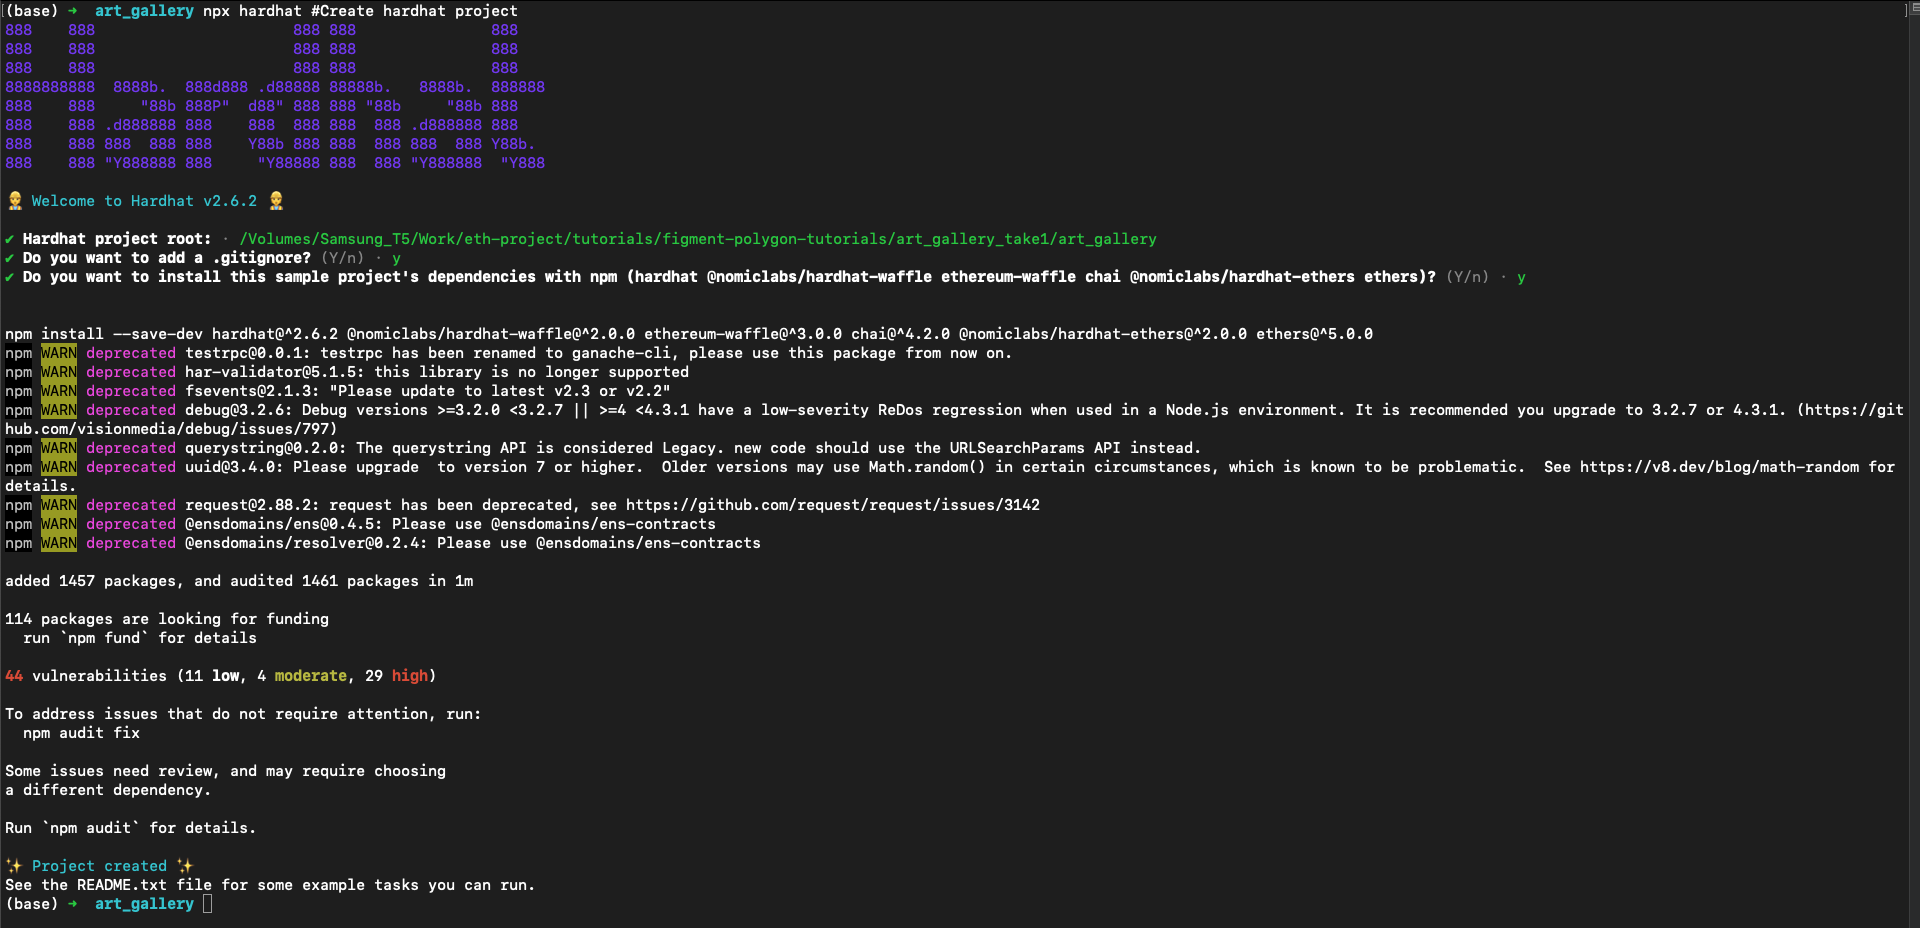 (base) ➜  art_gallery npx hardhat #Create hardhat project
888    888                      888 888               888
888    888                      888 888               888
888    888                      888 888               888
8888888888  8888b.  888d888 .d88888 88888b.   8888b.  888888
888    888     "88b 888P"  d88" 888 888 "88b     "88b 888
888    888 .d888888 888    888  888 888  888 .d888888 888
888    888 888  888 888    Y88b 888 888  888 888  888 Y88b.
888    888 "Y888888 888     "Y88888 888  888 "Y888888  "Y888
👷 Welcome to Hardhat v2.6.2 👷
✔ Hardhat project root: · /Volumes/Samsung_T5/Work/eth-project/tutorials/figment-polygon-tutorials/art_gallery_take1/art_gallery
✔ Do you want to add a .gitignore? (Y/n) · y
✔ Do you want to install this sample project's dependencies with npm (hardhat @nomiclabs/hardhat-waffle ethereum-waffle chai @nomiclabs/hardhat-ethers ethers)? (Y/n) · y
npm install --save-dev hardhat@^2.6.2 @nomiclabs/hardhat-waffle@^2.0.0 ethereum-waffle@^3.0.0 chai@^4.2.0 @nomiclabs/hardhat-ethers@^2.0.0 ethers@^5.0.0
npm WARN deprecated testrpc@0.0.1: testrpc has been renamed to ganache-cli, please use this package from now on.
npm WARN deprecated har-validator@5.1.5: this library is no longer supported
npm WARN deprecated fsevents@2.1.3: "Please update to latest v2.3 or v2.2"
npm WARN deprecated debug@3.2.6: Debug versions >=3.2.0 <3.2.7 || >=4 <4.3.1 have a low-severity ReDos regression when used in a Node.js environment. It is recommended you upgrade to 3.2.7 or 4.3.1. (https://git
hub.com/visionmedia/debug/issues/797)
npm WARN deprecated querystring@0.2.0: The querystring API is considered Legacy. new code should use the URLSearchParams API instead.
npm WARN deprecated uuid@3.4.0: Please upgrade  to version 7 or higher.  Older versions may use Math.random() in certain circumstances, which is known to be problematic.  See https://v8.dev/blog/math-random for
details.
npm WARN deprecated request@2.88.2: request has been deprecated, see https://github.com/request/request/issues/3142
npm WARN deprecated @ensdomains/ens@0.4.5: Please use @ensdomains/ens-contracts
npm WARN deprecated @ensdomains/resolver@0.2.4: Please use @ensdomains/ens-contracts
added 1457 packages, and audited 1461 packages in 1m
114 packages are looking for funding
  run `npm fund` for details
44 vulnerabilities (11 low, 4 moderate, 29 high)
To address issues that do not require attention, run:
  npm audit fix
Some issues need review, and may require choosing
a different dependency.
Run `npm audit` for details.
✨ Project created ✨
See the README.txt file for some example tasks you can run.
(base) ➜  art_gallery